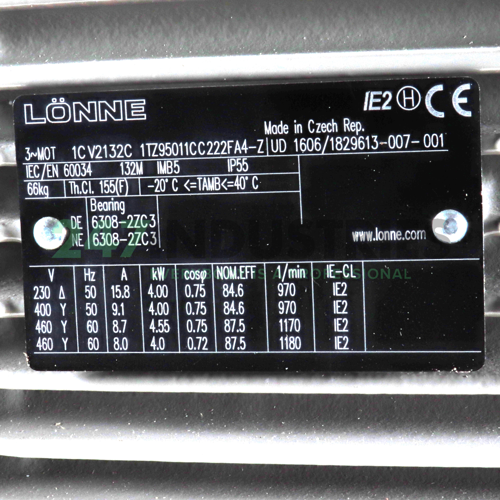 LÖNNE IE2 H CE
Made in Czech Rep.
3~MOT 1CV2132C 1TZ95011CC222FA4-Z UD 1606/1829613-007-001
IEC/EN 60034 132M IMB5 IP55
66kg Th.Cl. 155(F) -20°C <=TAMB<=40°C
Bearing
DE 6308-2ZC3
NE 6308-2ZC3
www.lonne.com
V Hz A kW cosφ NOM.EFF 1/min IE-CL
230 Δ 50 15.8 4.00 0.75 84.6 970 IE2
400 Y 50 9.1 4.00 0.75 84.6 970 IE2
460 Y 60 8.7 4.55 0.75 87.5 1170 IE2
460 Y 60 8.0 4.0 0.72 87.5 1180 IE2